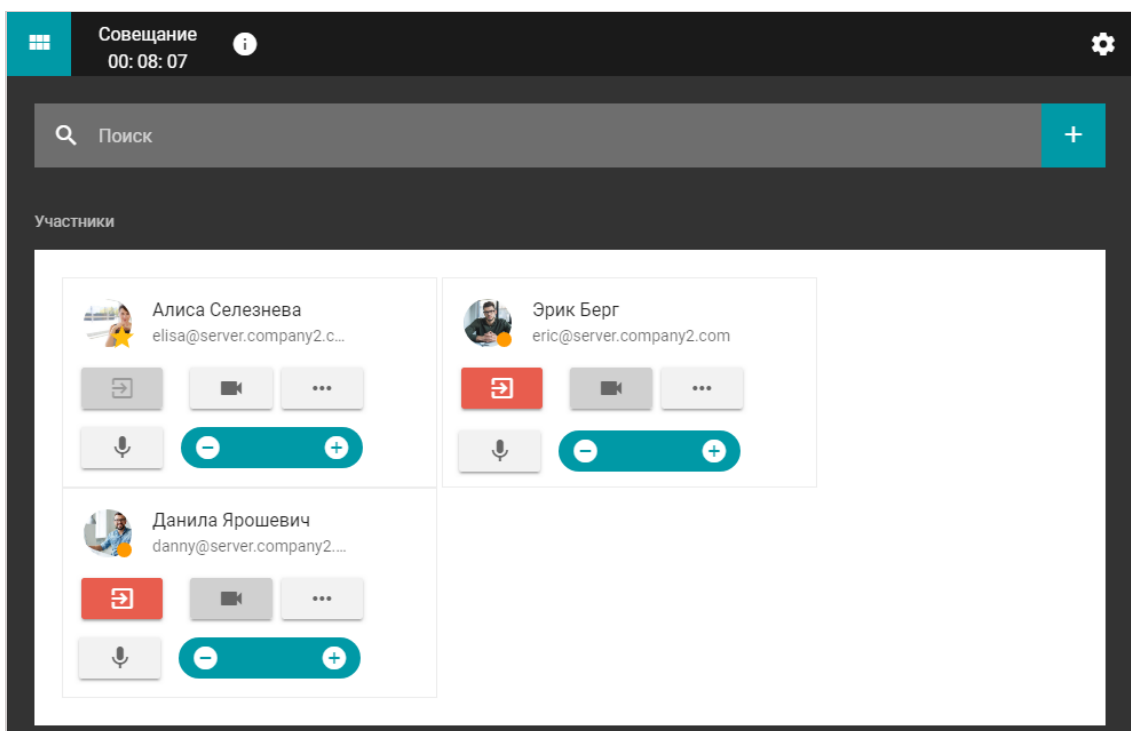 Совещание
00:08:07
Поиск
Участники
Алиса Селезнева
elisa@server.company2.c...
Эрик Берг
eric@server.company2.com
Данила Ярошевич
danny@server.company2....